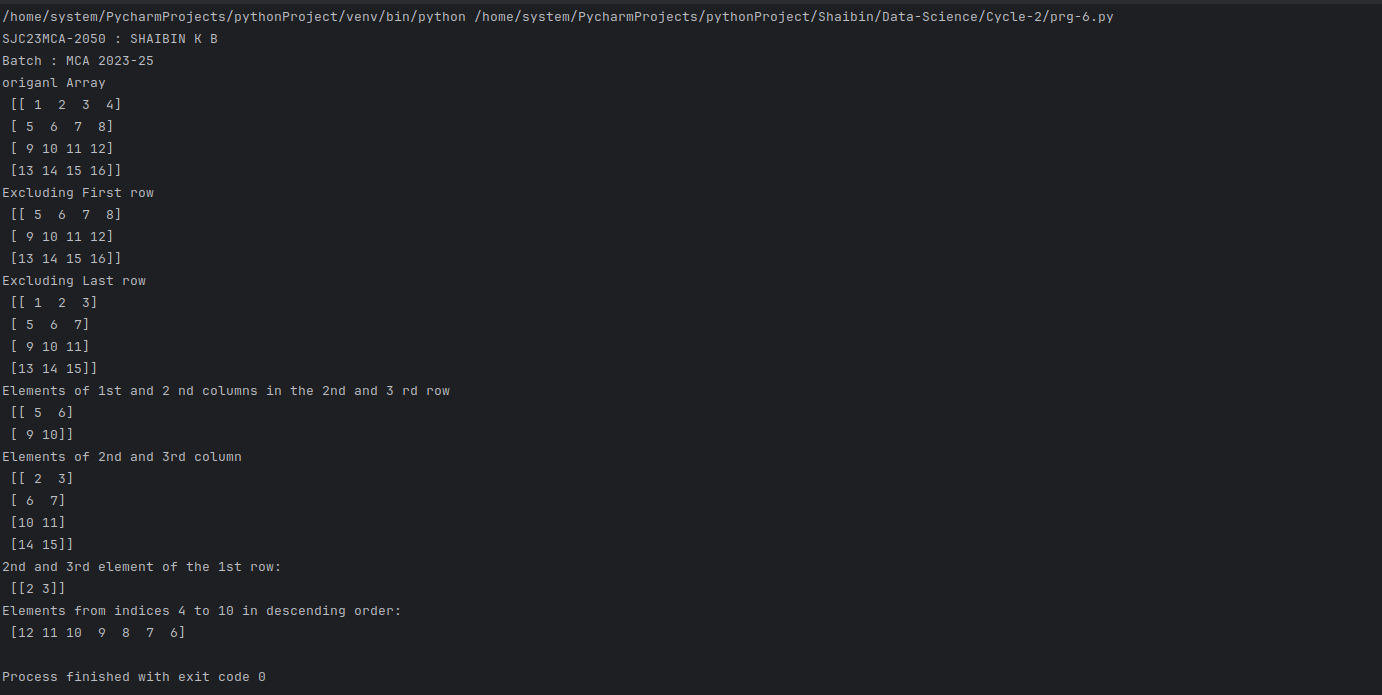 /home/system/PycharmProjects/pythonProject/venv/bin/python /home/system/PycharmProjects/pythonProject/Shaibin/Data-Science/Cycle-2/prg-6.py
SJC23MCA-2050 : SHAIBIN K B
Batch : MCA 2023-25
origanl Array
 [[ 1  2  3  4]
 [ 5  6  7  8]
 [ 9 10 11 12]
 [13 14 15 16]]
Excluding First row
 [[ 5  6  7  8]
 [ 9 10 11 12]
 [13 14 15 16]]
Excluding Last row
 [[ 1  2  3]
 [ 5  6  7]
 [ 9 10 11]
 [13 14 15]]
Elements of 1st and 2 nd columns in the 2nd and 3 rd row
 [[ 5  6]
 [ 9 10]]
Elements of 2nd and 3rd column
 [[ 2  3]
 [ 6  7]
 [10 11]
 [14 15]]
2nd and 3rd element of the 1st row:
 [[2 3]]
Elements from indices 4 to 10 in descending order:
 [12 11 10  9  8  7  6]
Process finished with exit code 0